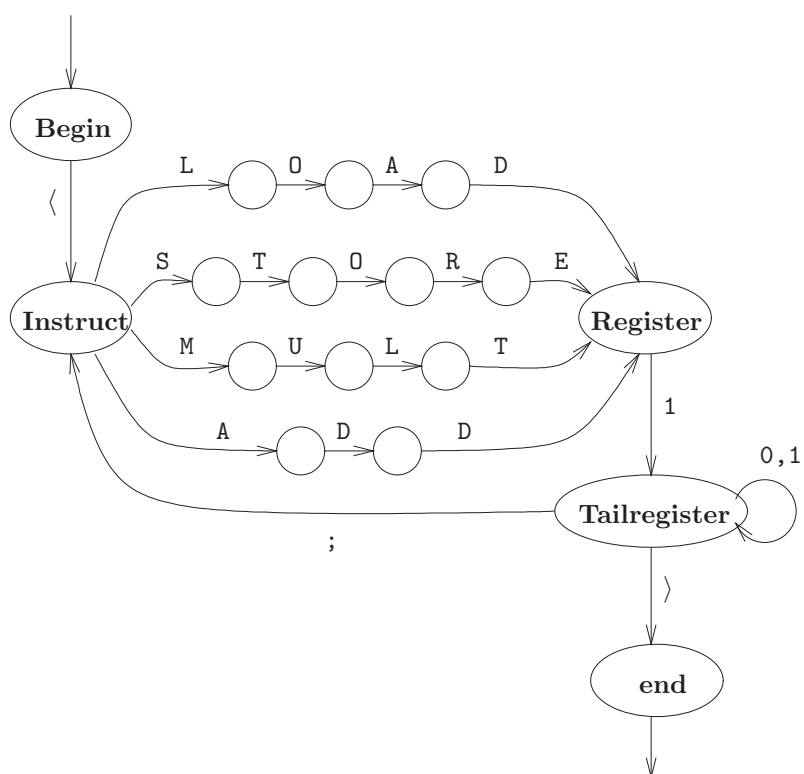 Begin
⟨
L O A D
S T O R E
Instruct
Register
M U L T
1
A D D
0,1
Tailregister
;
⟩
end